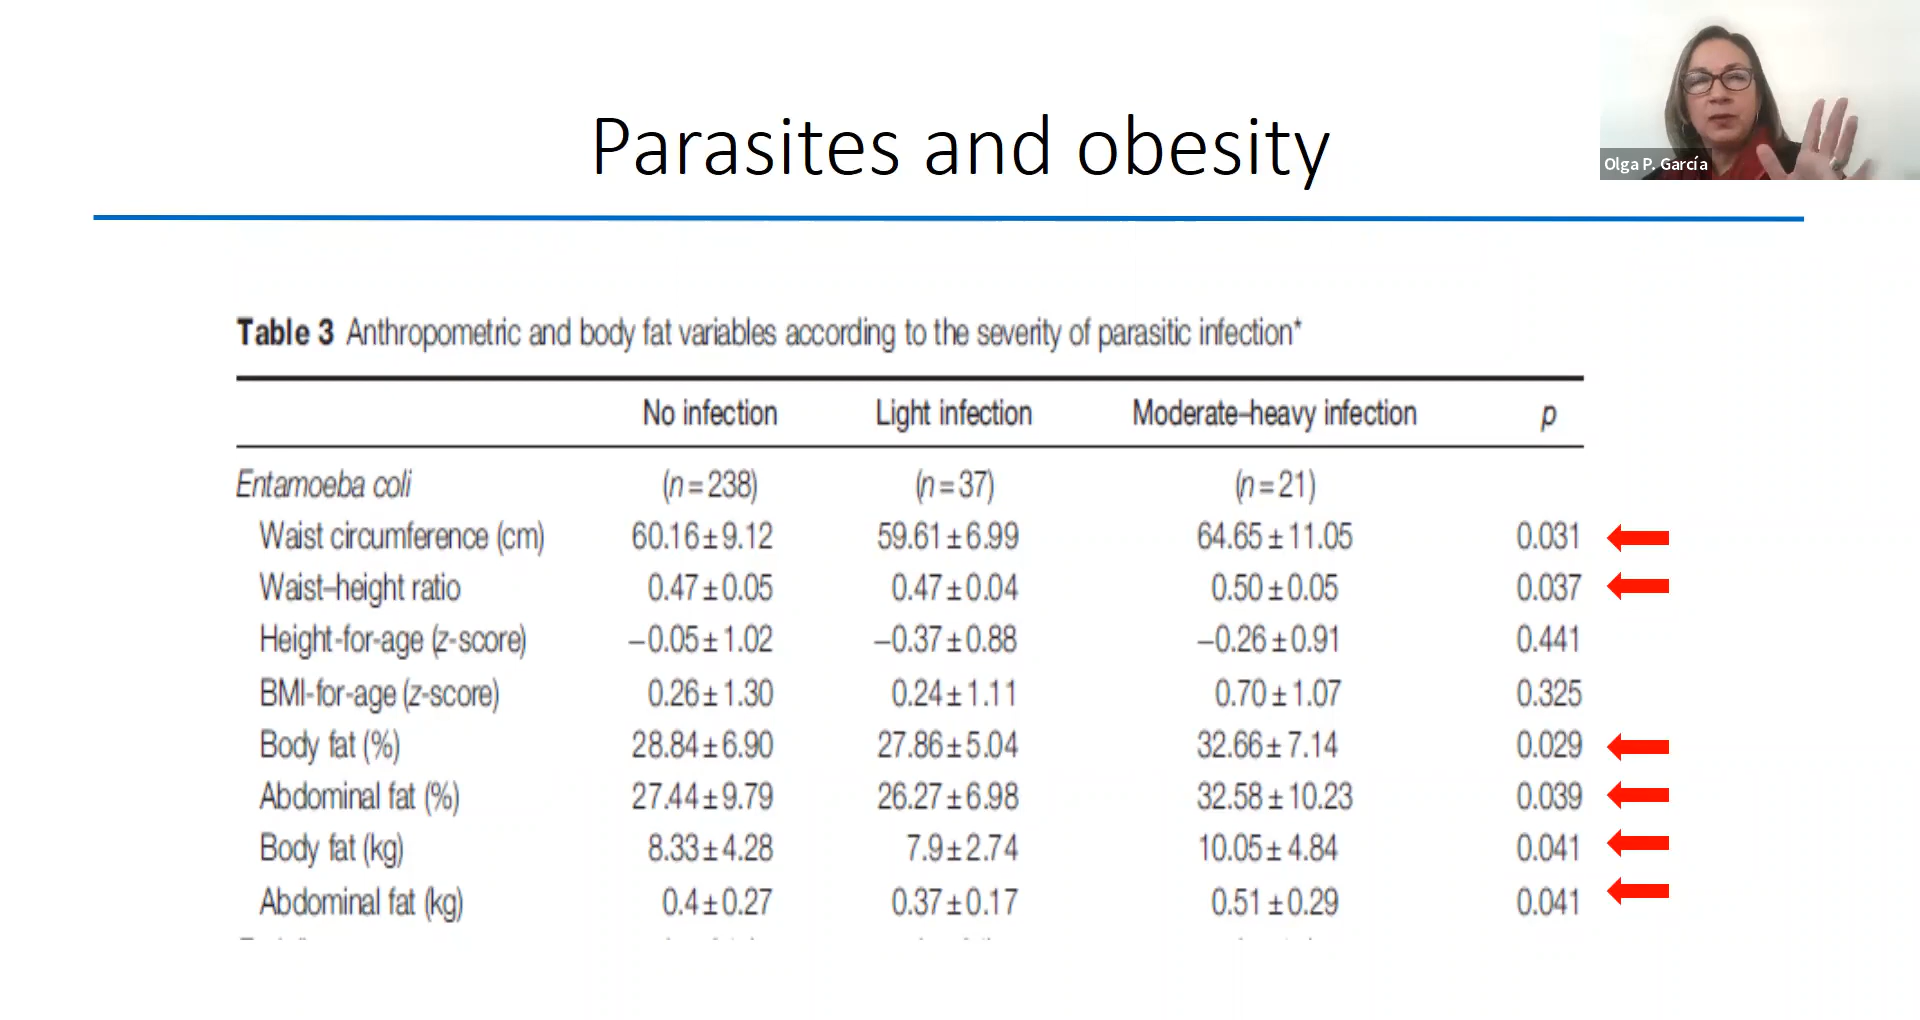 Parasites and obesity
Olga P. García
Table 3 Anthropometric and body fat variables according to the severity of parasitic infection*
No infection Light infection Moderate–heavy infection p
Entamoeba coli (n=238) (n=37) (n=21)
Waist circumference (cm) 60.16±9.12 59.61±6.99 64.65±11.05 0.031
Waist–height ratio 0.47±0.05 0.47±0.04 0.50±0.05 0.037
Height-for-age (z-score) −0.05±1.02 −0.37±0.88 −0.26±0.91 0.441
BMI-for-age (z-score) 0.26±1.30 0.24±1.11 0.70±1.07 0.325
Body fat (%) 28.84±6.90 27.86±5.04 32.66±7.14 0.029
Abdominal fat (%) 27.44±9.79 26.27±6.98 32.58±10.23 0.039
Body fat (kg) 8.33±4.28 7.9±2.74 10.05±4.84 0.041
Abdominal fat (kg) 0.4±0.27 0.37±0.17 0.51±0.29 0.041